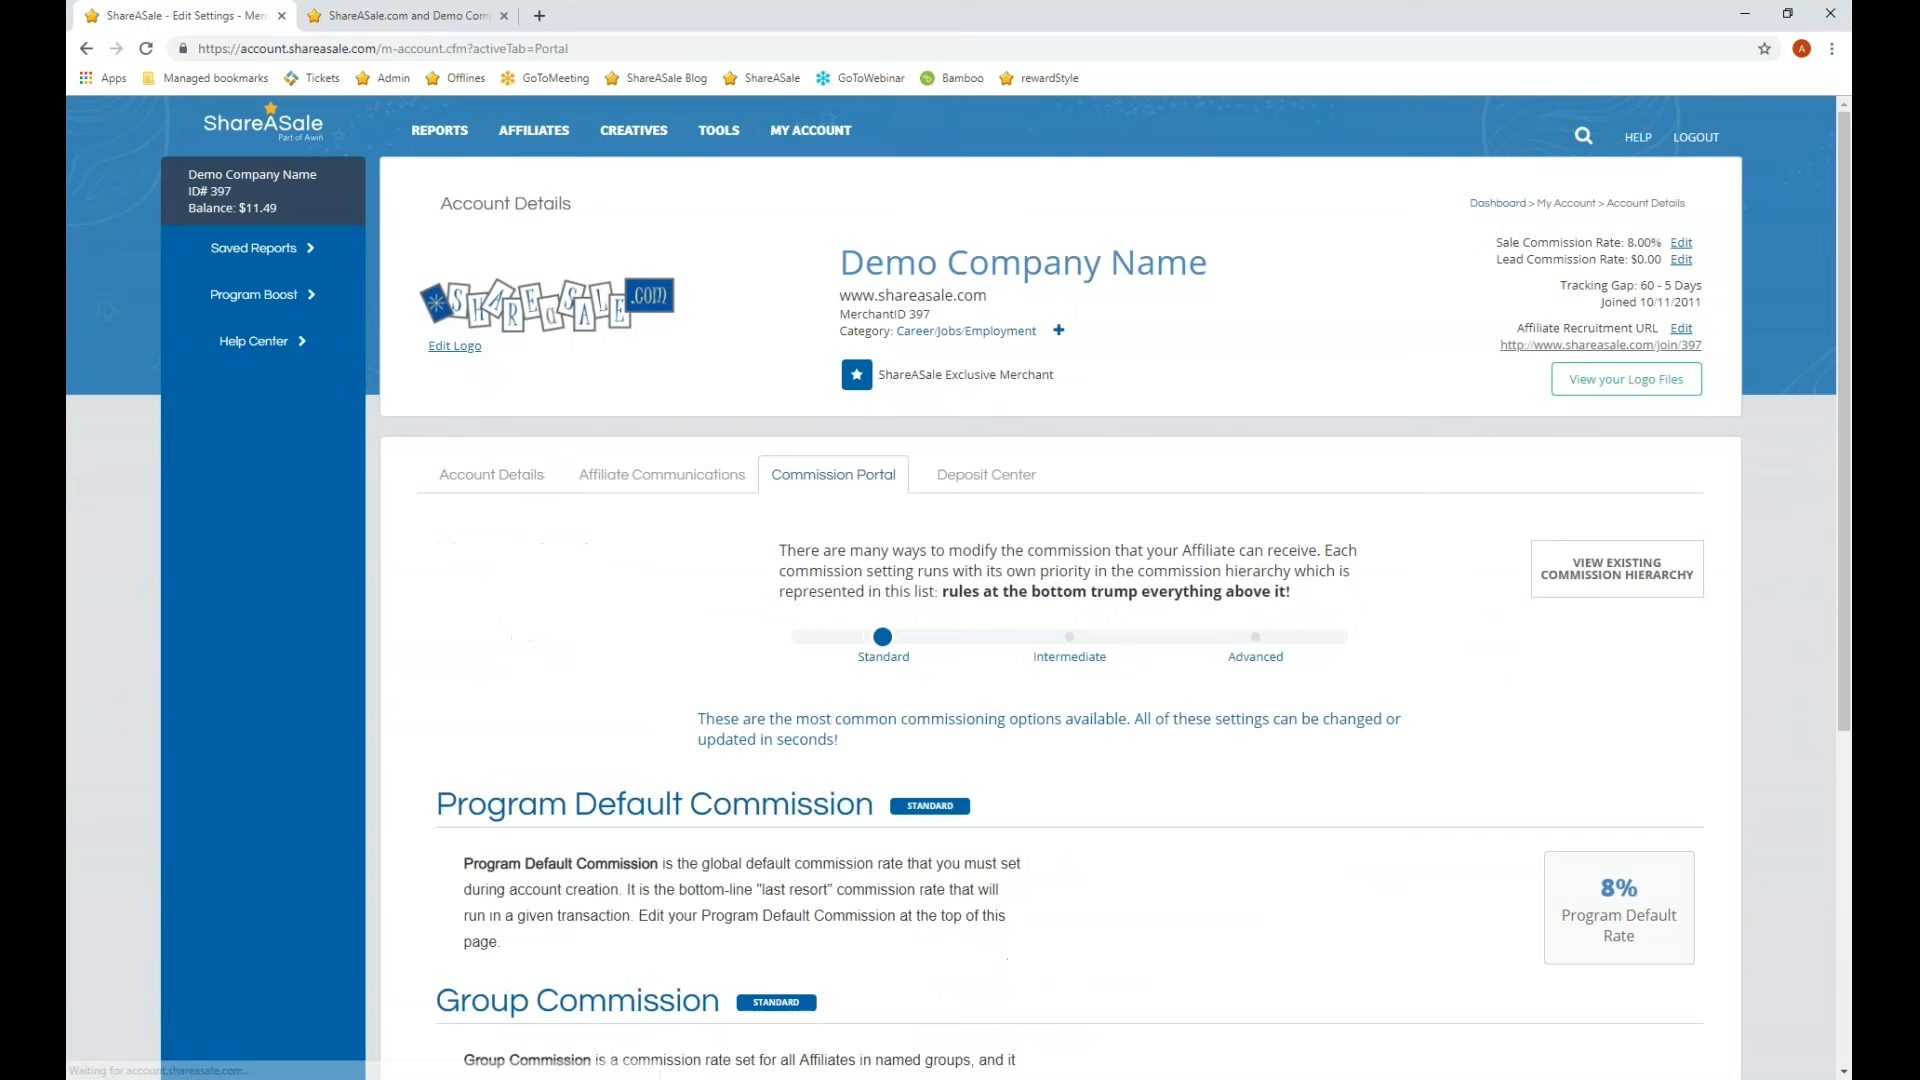 ShareASale - Edit Settings - Merc
ShareASale.com and Demo Com
https://account.shareasale.com/m-account.cfm?activeTab=Portal
A
Apps
Managed bookmarks
Tickets
Admin
Offlines
GoToMeeting
ShareASale Blog
ShareASale
GoToWebinar
Bamboo
rewardStyle
ShareASale
Part of Awin
REPORTS
AFFILIATES
CREATIVES
TOOLS
MY ACCOUNT
HELP
LOGOUT
Demo Company Name
ID# 397
Balance: $11.49
Saved Reports
Program Boost
Help Center
Account Details
Dashboard > My Account > Account Details
SHAREaSALE.com
Edit Logo
Demo Company Name
www.shareasale.com
MerchantID 397
Category: Career/Jobs/Employment
ShareASale Exclusive Merchant
Sale Commission Rate: 8.00% Edit
Lead Commission Rate: $0.00 Edit
Tracking Gap: 60 - 5 Days
Joined 10/11/2011
Affiliate Recruitment URL Edit
http://www.shareasale.com/join/397
View your Logo Files
Account Details
Affiliate Communications
Commission Portal
Deposit Center
There are many ways to modify the commission that your Affiliate can receive. Each
commission setting runs with its own priority in the commission hierarchy which is
represented in this list: rules at the bottom trump everything above it!
VIEW EXISTING
COMMISSION HIERARCHY
Standard
Intermediate
Advanced
These are the most common commissioning options available. All of these settings can be changed or
updated in seconds!
Program Default Commission STANDARD
Program Default Commission is the global default commission rate that you must set
during account creation. It is the bottom-line "last resort" commission rate that will
run in a given transaction. Edit your Program Default Commission at the top of this
page.
8%
Program Default
Rate
Group Commission STANDARD
Group Commission is a commission rate set for all Affiliates in named groups, and it
Waiting for account.shareasale.com...